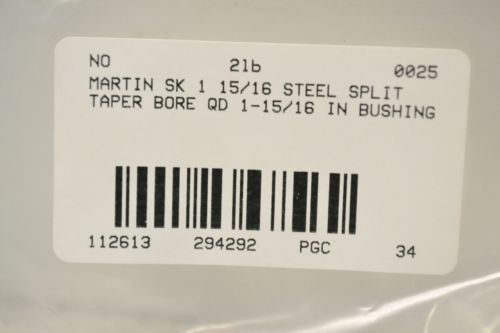 NO 2lb 0025
MARTIN SK 1 15/16 STEEL SPLIT
TAPER BORE QD 1-15/16 IN BUSHING
112613 294292 PGC 34